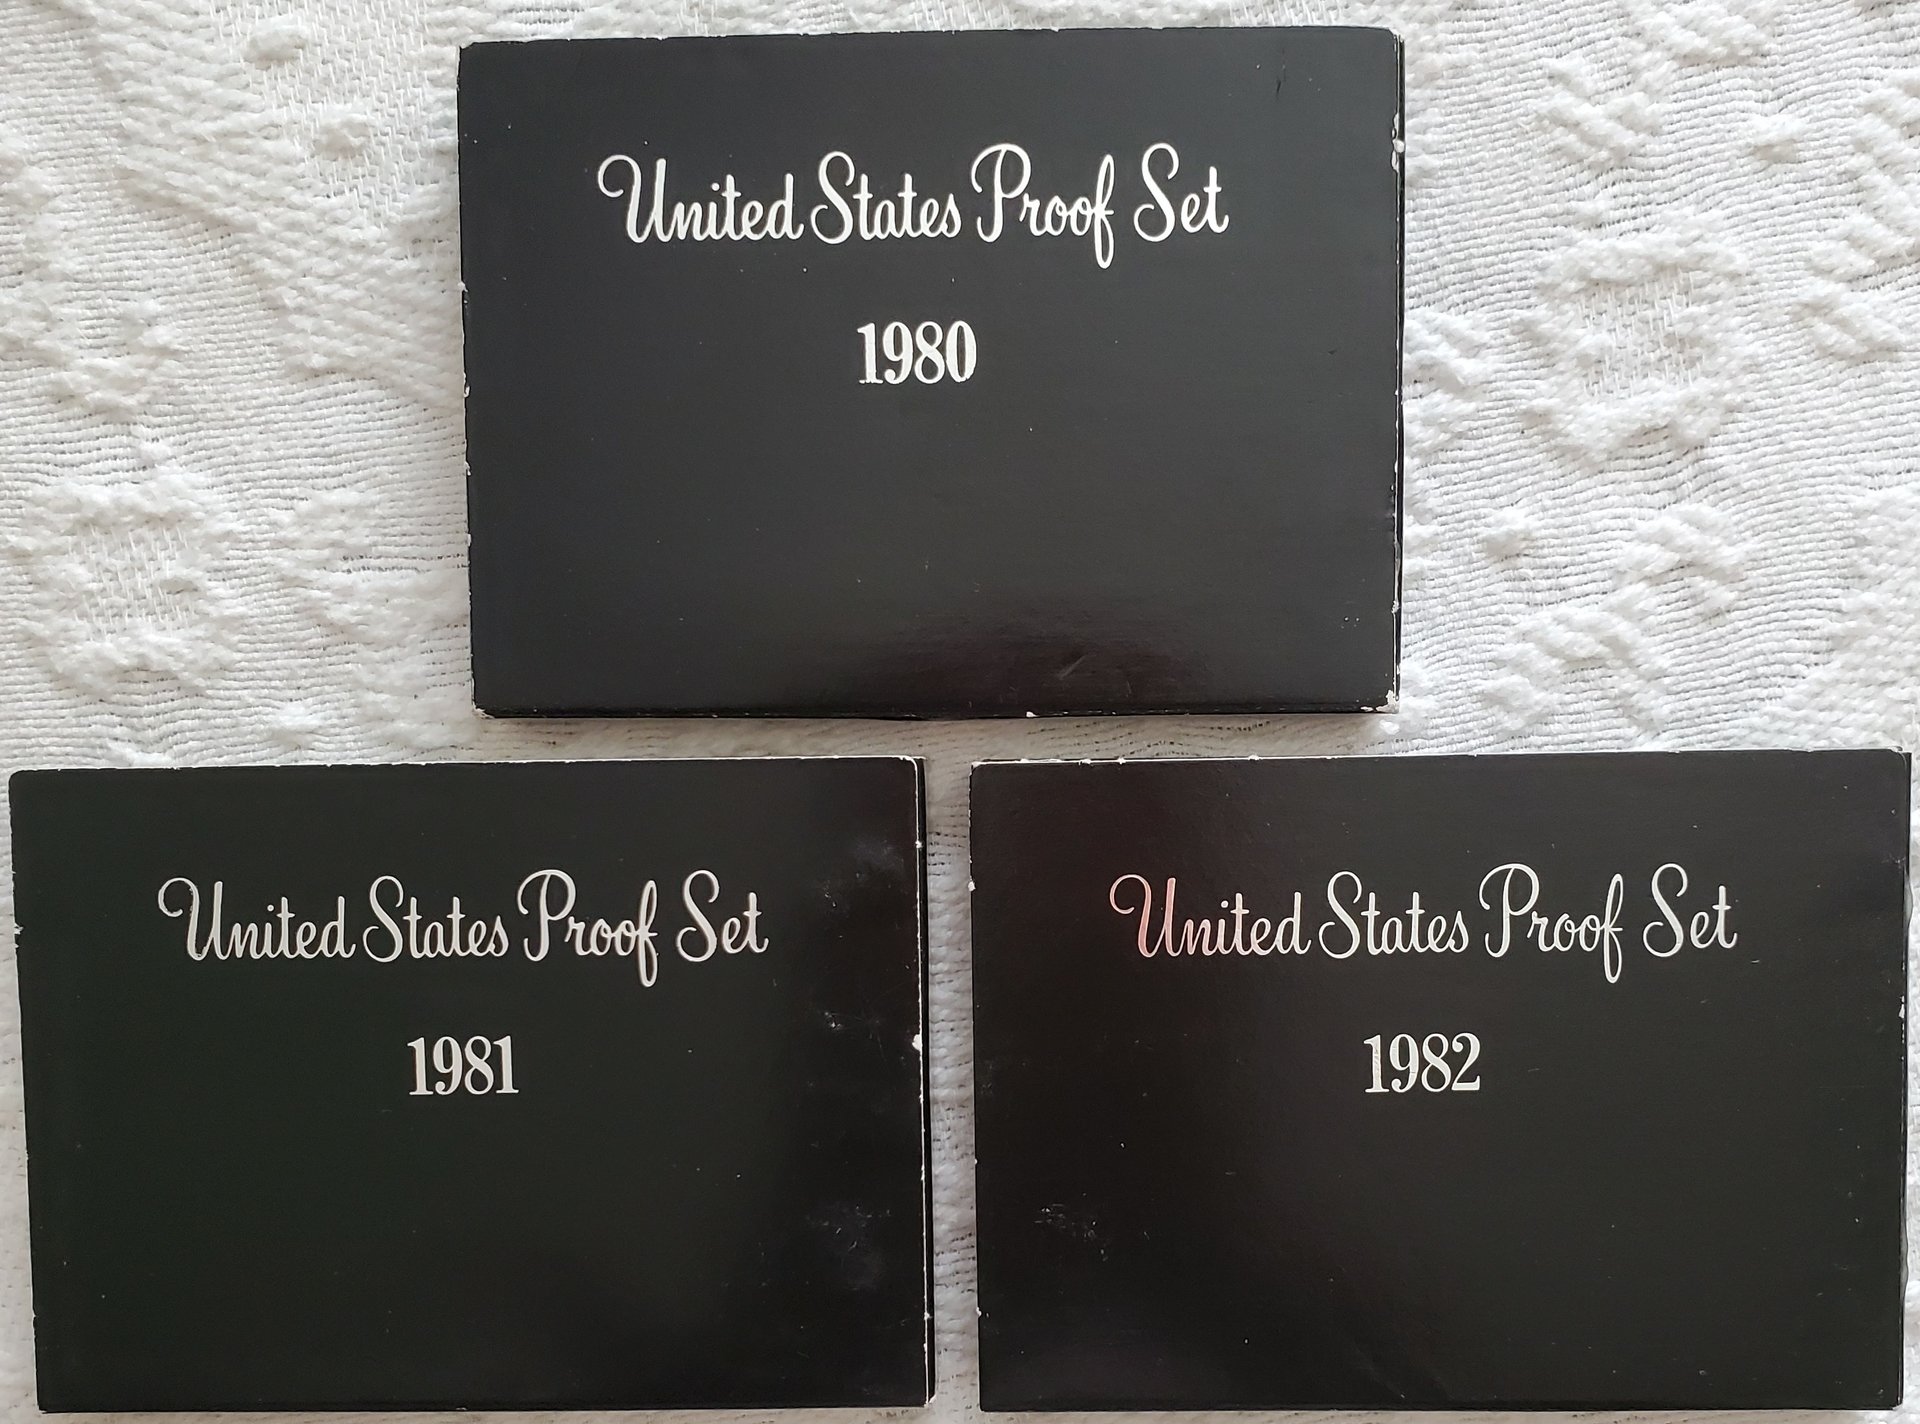 United States Proof Set
1980
United States Proof Set
1981
United States Proof Set
1982